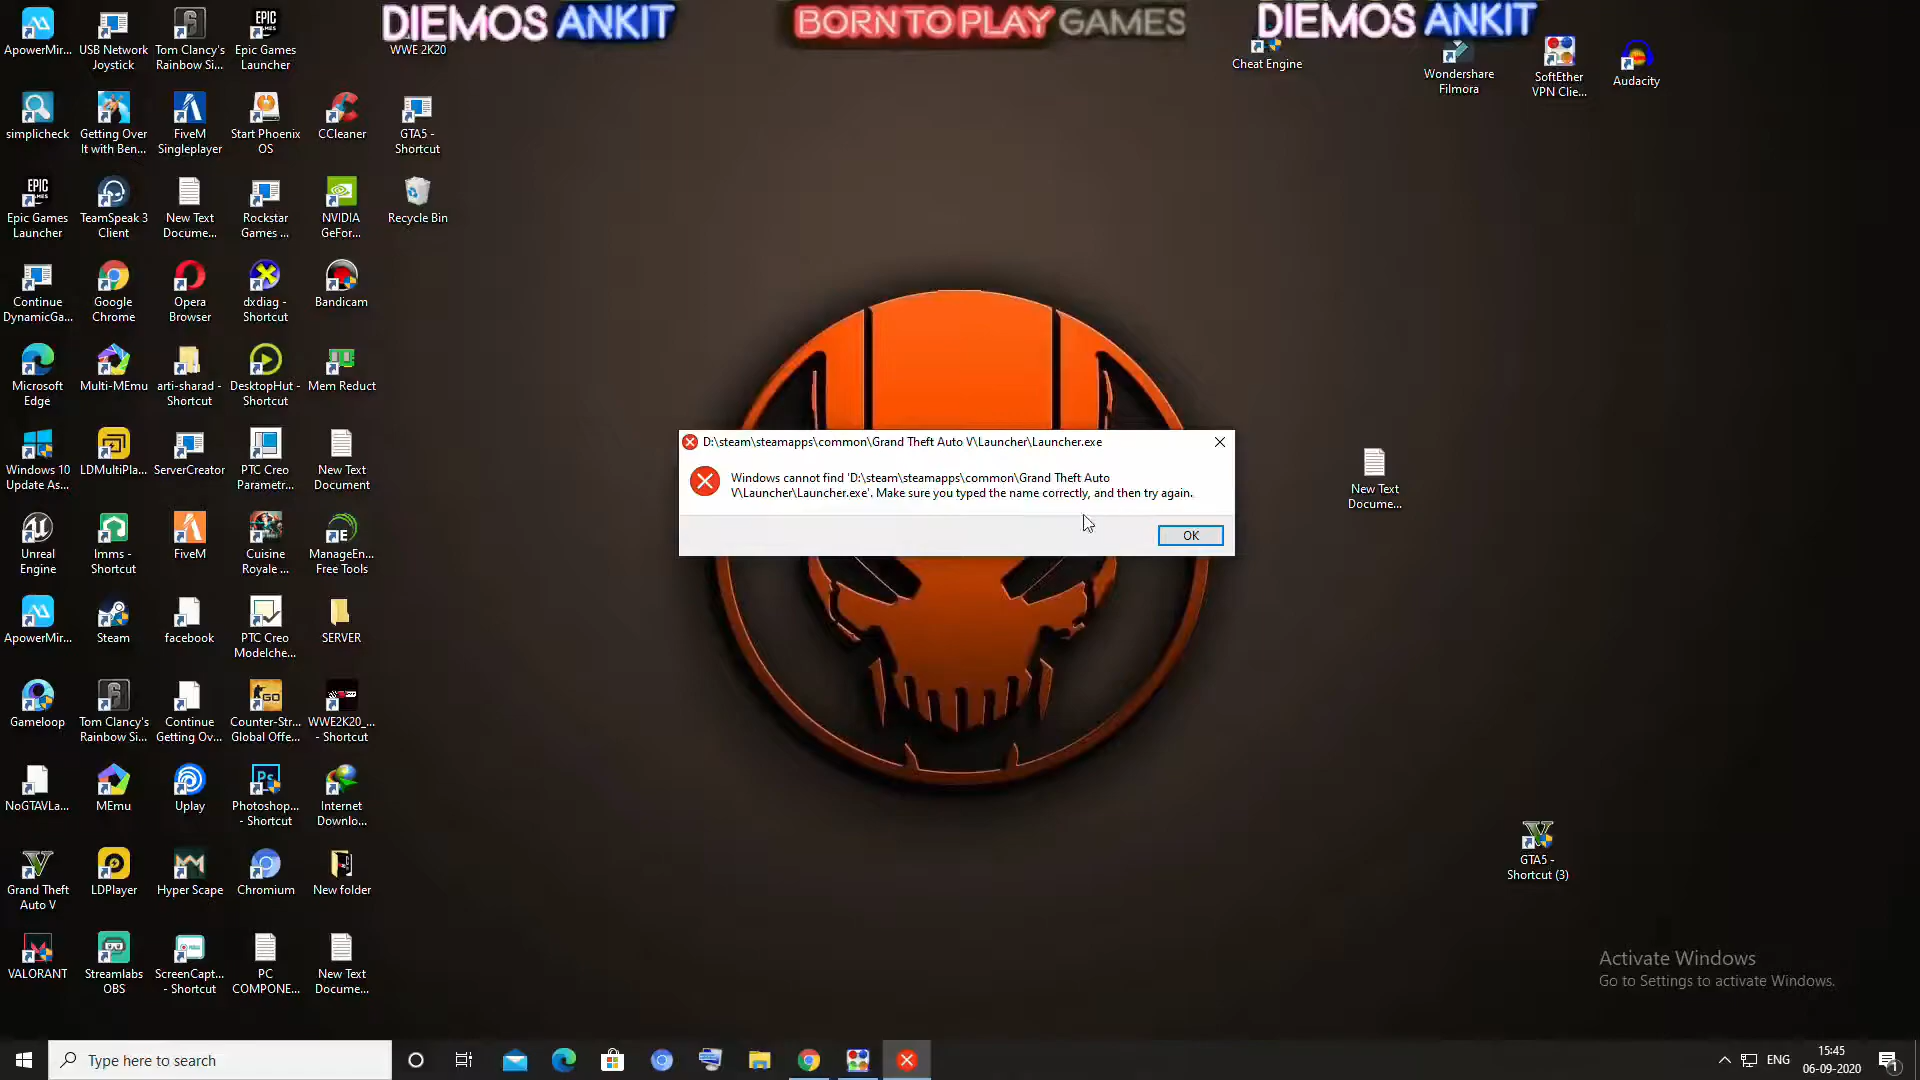 DIEMOS ANKIT
BORN TO PLAY GAMES
DIEMOS ANKIT
ApowerMir...
USB Network
Joystick
Tom Clancy's
Rainbow Si...
Epic Games
Launcher
WWE 2K20
Cheat Engine
Wondershare
Filmora
SoftEther
VPN Clie...
Audacity
simplicheck
Getting Over
It with Ben...
FiveM
Singleplayer
Start Phoenix
OS
CCleaner
GTA5 -
Shortcut
Epic Games
Launcher
TeamSpeak 3
Client
New Text
Docume...
Rockstar
Games ...
NVIDIA
GeFor...
Recycle Bin
Continue
DynamicGa...
Google
Chrome
Opera
Browser
dxdiag -
Shortcut
Bandicam
Microsoft
Edge
Multi-MEmu
arti-sharad -
Shortcut
DesktopHut -
Shortcut
Mem Reduct
Windows 10
Update As...
LDMultiPla...
ServerCreator
PTC Creo
Parametr...
New Text
Document
D:\steam\steamapps\common\Grand Theft Auto V\Launcher\Launcher.exe
Windows cannot find 'D:\steam\steamapps\common\Grand Theft Auto
V\Launcher\Launcher.exe'. Make sure you typed the name correctly, and then try again.
OK
New Text
Docume...
Unreal
Engine
lmms -
Shortcut
FiveM
Cuisine
Royale ...
ManageEn...
Free Tools
ApowerMir...
Steam
facebook
PTC Creo
Modelche...
SERVER
Gameloop
Tom Clancy's
Rainbow Si...
Continue
Getting Ov...
Counter-Str...
Global Offe...
WWE2K20_...
- Shortcut
NoGTAVLa...
MEmu
Uplay
Photoshop...
- Shortcut
Internet
Downlo...
Grand Theft
Auto V
LDPlayer
Hyper Scape
Chromium
New folder
GTA5 -
Shortcut (3)
VALORANT
Streamlabs
OBS
ScreenCapt...
- Shortcut
PC
COMPONE...
New Text
Docume...
Activate Windows
Go to Settings to activate Windows.
Type here to search
ENG
15:45
06-09-2020
1